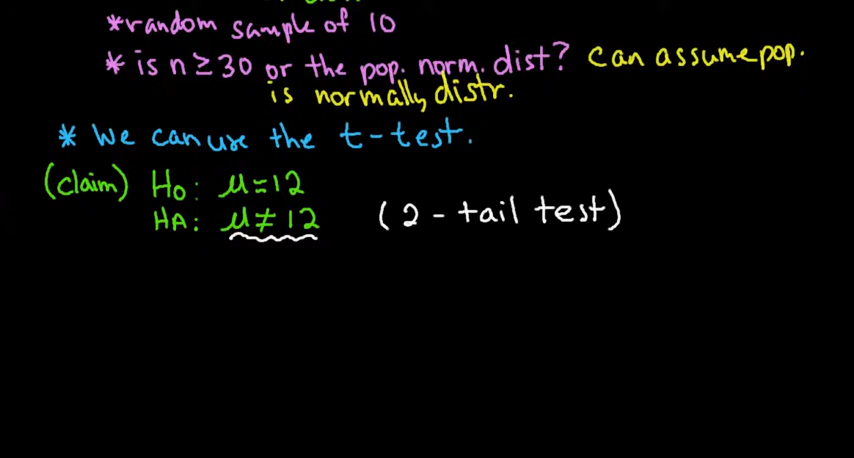 *random sample of 10
* is n ≥ 30 or the pop. norm. dist? can assume pop.
is normally distr.
* We can use the t-test.
(claim) Ho: μ=12
HA: μ≠12 (2-tail test)